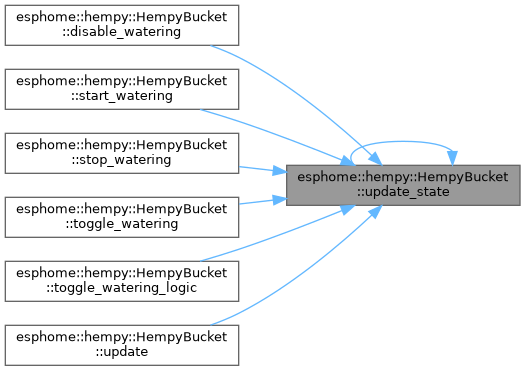 esphome::hempy::HempyBucket
::disable_watering
esphome::hempy::HempyBucket
::start_watering
esphome::hempy::HempyBucket
::stop_watering
esphome::hempy::HempyBucket
::update_state
esphome::hempy::HempyBucket
::toggle_watering
esphome::hempy::HempyBucket
::toggle_watering_logic
esphome::hempy::HempyBucket
::update